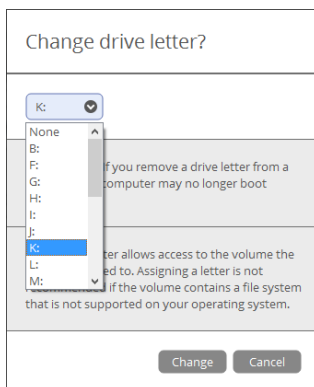 Change drive letter?
K:
None
B:
F:
G:
H:
I:
J:
K:
L:
M:
if you remove a drive letter from a
computer may no longer boot
ter allows access to the volume the
ed to. Assigning a letter is not
if the volume contains a file system
that is not supported on your operating system.
Change
Cancel